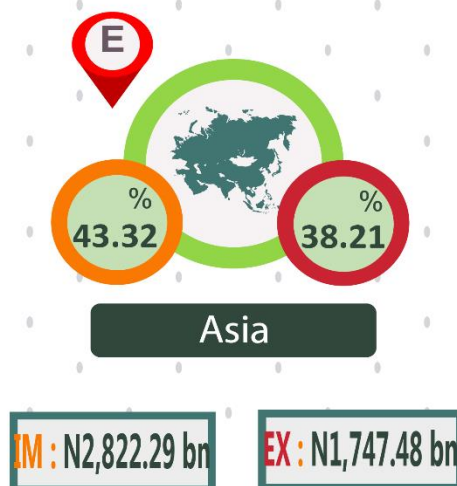 E
% %
43.32 38.21
Asia
IM : N2,822.29 bn EX : N1,747.48 bn